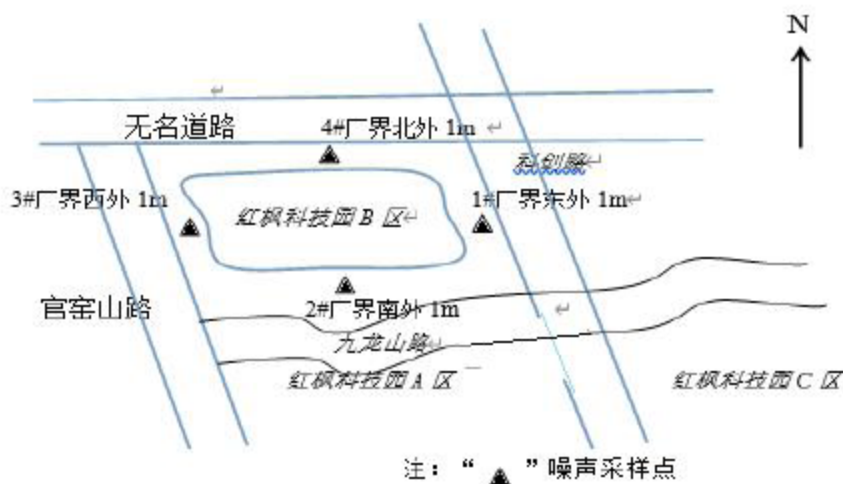 N
无名道路
4#厂界北外 1m
科创路
3#厂界西外 1m
红枫科技园 B 区
1#厂界东外 1m
官窑山路
2#厂界南外 1m
九龙山路
红枫科技园 A 区
红枫科技园 C 区
注：“▲”噪声采样点